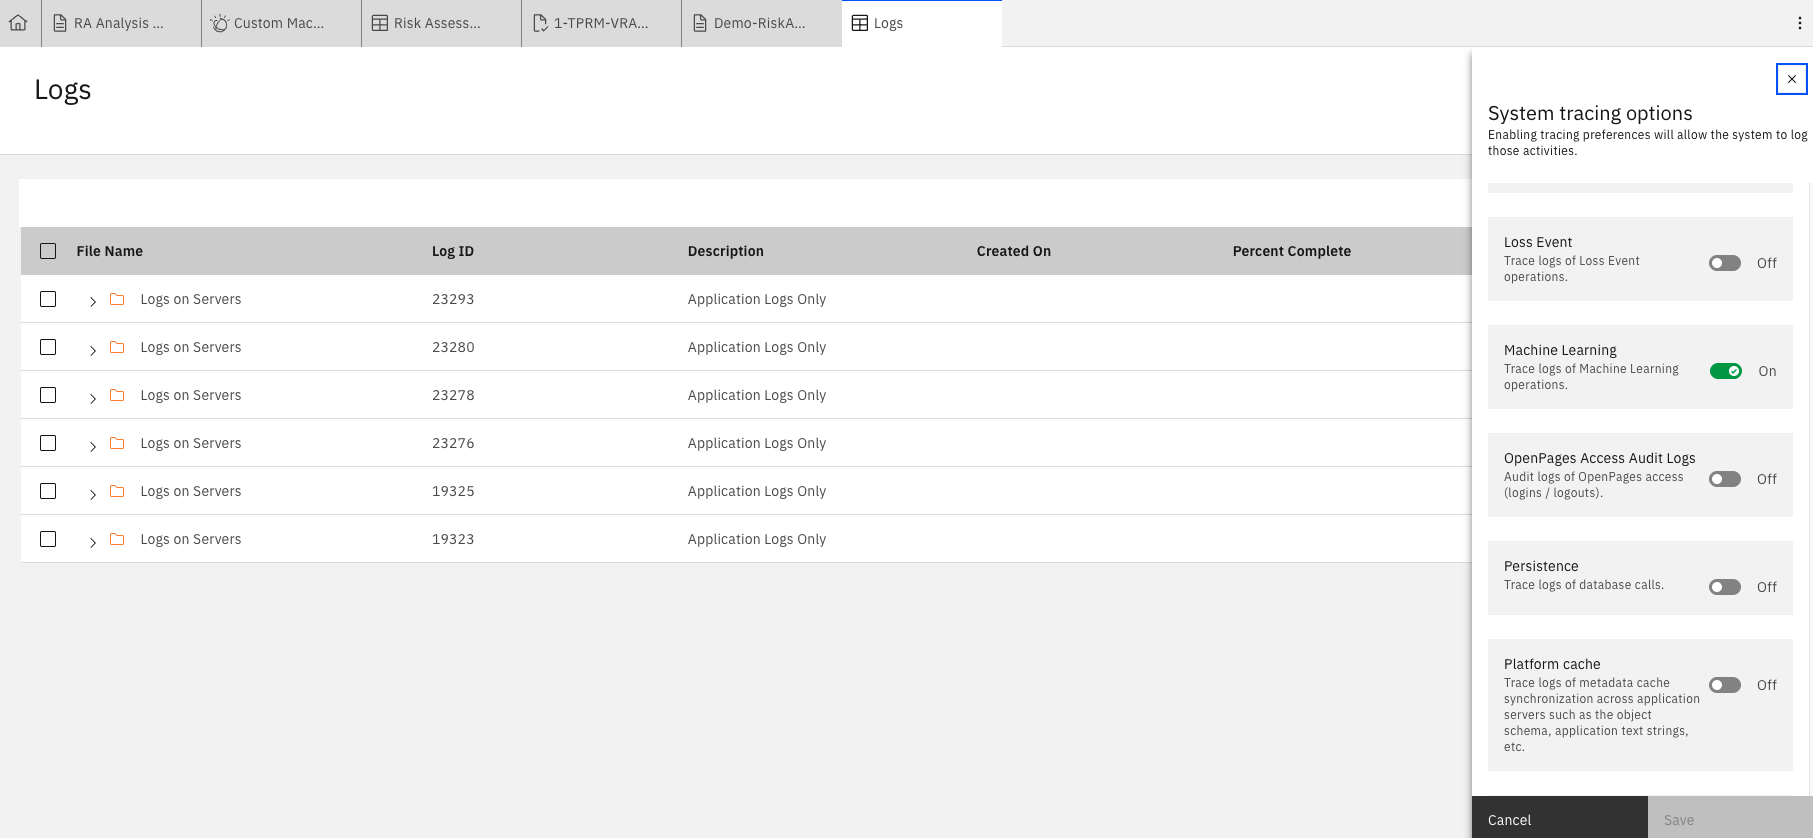 RA Analysis ...
Custom Mac...
Risk Assess...
1-TPRM-VRA...
Demo-RiskA...
Logs
Logs
System tracing options
Enabling tracing preferences will allow the system to log
those activities.
File Name Log ID Description Created On Percent Complete
Logs on Servers 23293 Application Logs Only
Logs on Servers 23280 Application Logs Only
Logs on Servers 23278 Application Logs Only
Logs on Servers 23276 Application Logs Only
Logs on Servers 19325 Application Logs Only
Logs on Servers 19323 Application Logs Only
Loss Event
Trace logs of Loss Event
operations.
Off
Machine Learning
Trace logs of Machine Learning
operations.
On
OpenPages Access Audit Logs
Audit logs of OpenPages access
(logins / logouts).
Off
Persistence
Trace logs of database calls.
Off
Platform cache
Trace logs of metadata cache
synchronization across application
servers such as the object
schema, application text strings,
etc.
Off
Cancel
Save